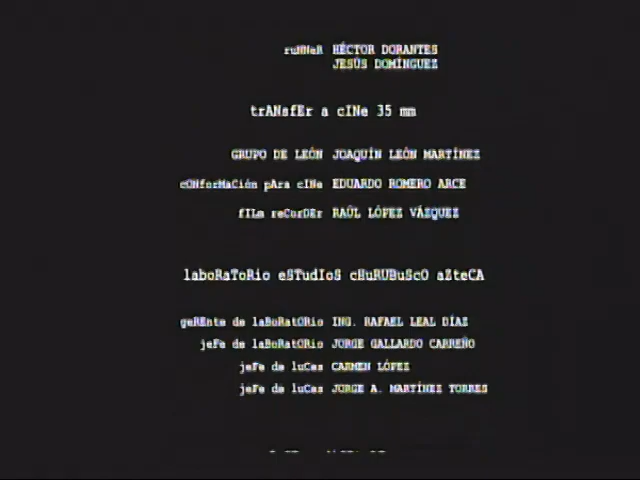 ruNNeR HÉCTOR DORANTES
JESÚS DOMÍNGUEZ
trANsfEr a cINe 35 mm
GRUPO DE LEÓN JOAQUÍN LEÓN MARTÍNEZ
cONforMaCión pAra cINe EDUARDO ROMERO ARCE
fILm reCorDEr RAÚL LÓPEZ VÁZQUEZ
laboRaToRio eSTudIoS cHuRUBuScO aZteCA
geREnte de laBoRatORio ING. RAFAEL LEAL DÍAZ
jeFe de laBoRatORio JORGE GALLARDO CARREÑO
jeFe de luCes CARMEN LÓPEZ
jeFe de luCes JORGE A. MARTÍNEZ TORRES